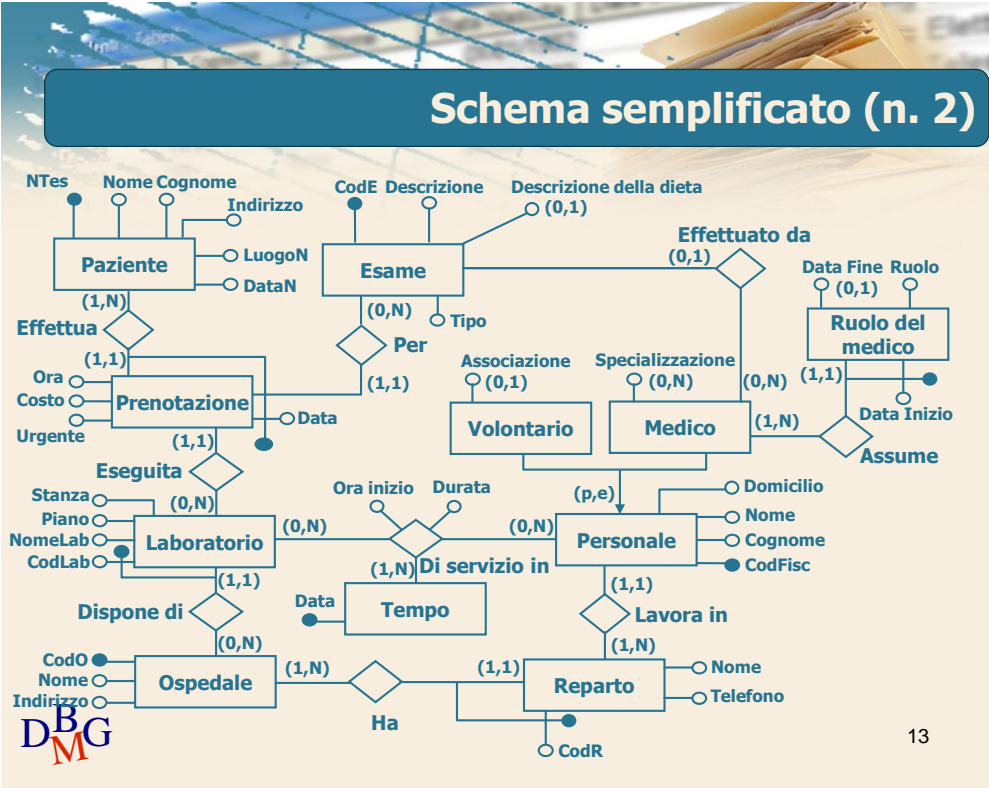 Schema semplificato (n. 2)
NTes
Nome Cognome
Indirizzo
LuogoN
DataN
Paziente
CodE Descrizione
Descrizione della dieta
(0,1)
Esame
Tipo
Effettuato da
(0,1)
Data Fine Ruolo
(0,1)
Ruolo del
medico
(1,N)
Effettua
(1,1)
(0,N)
Per
(1,1)
Ora
Costo
Urgente
Prenotazione
Data
Associazione
(0,1)
Volontario
Specializzazione
(0,N)
Medico
(0,N)
(1,1)
Data Inizio
(1,N)
Assume
(1,1)
Eseguita
(0,N)
Stanza
Piano
NomeLab
CodLab
Laboratorio
(0,N)
Ora inizio
Durata
(p,e)
(0,N)
Personale
Domicilio
Nome
Cognome
CodFisc
(1,N)
Di servizio in
(1,1)
Dispone di
(0,N)
Data
Tempo
(1,1)
Lavora in
(1,N)
CodO
Nome
Indirizzo
Ospedale
(1,N)
Ha
(1,1)
Reparto
Nome
Telefono
CodR
DBMG
13